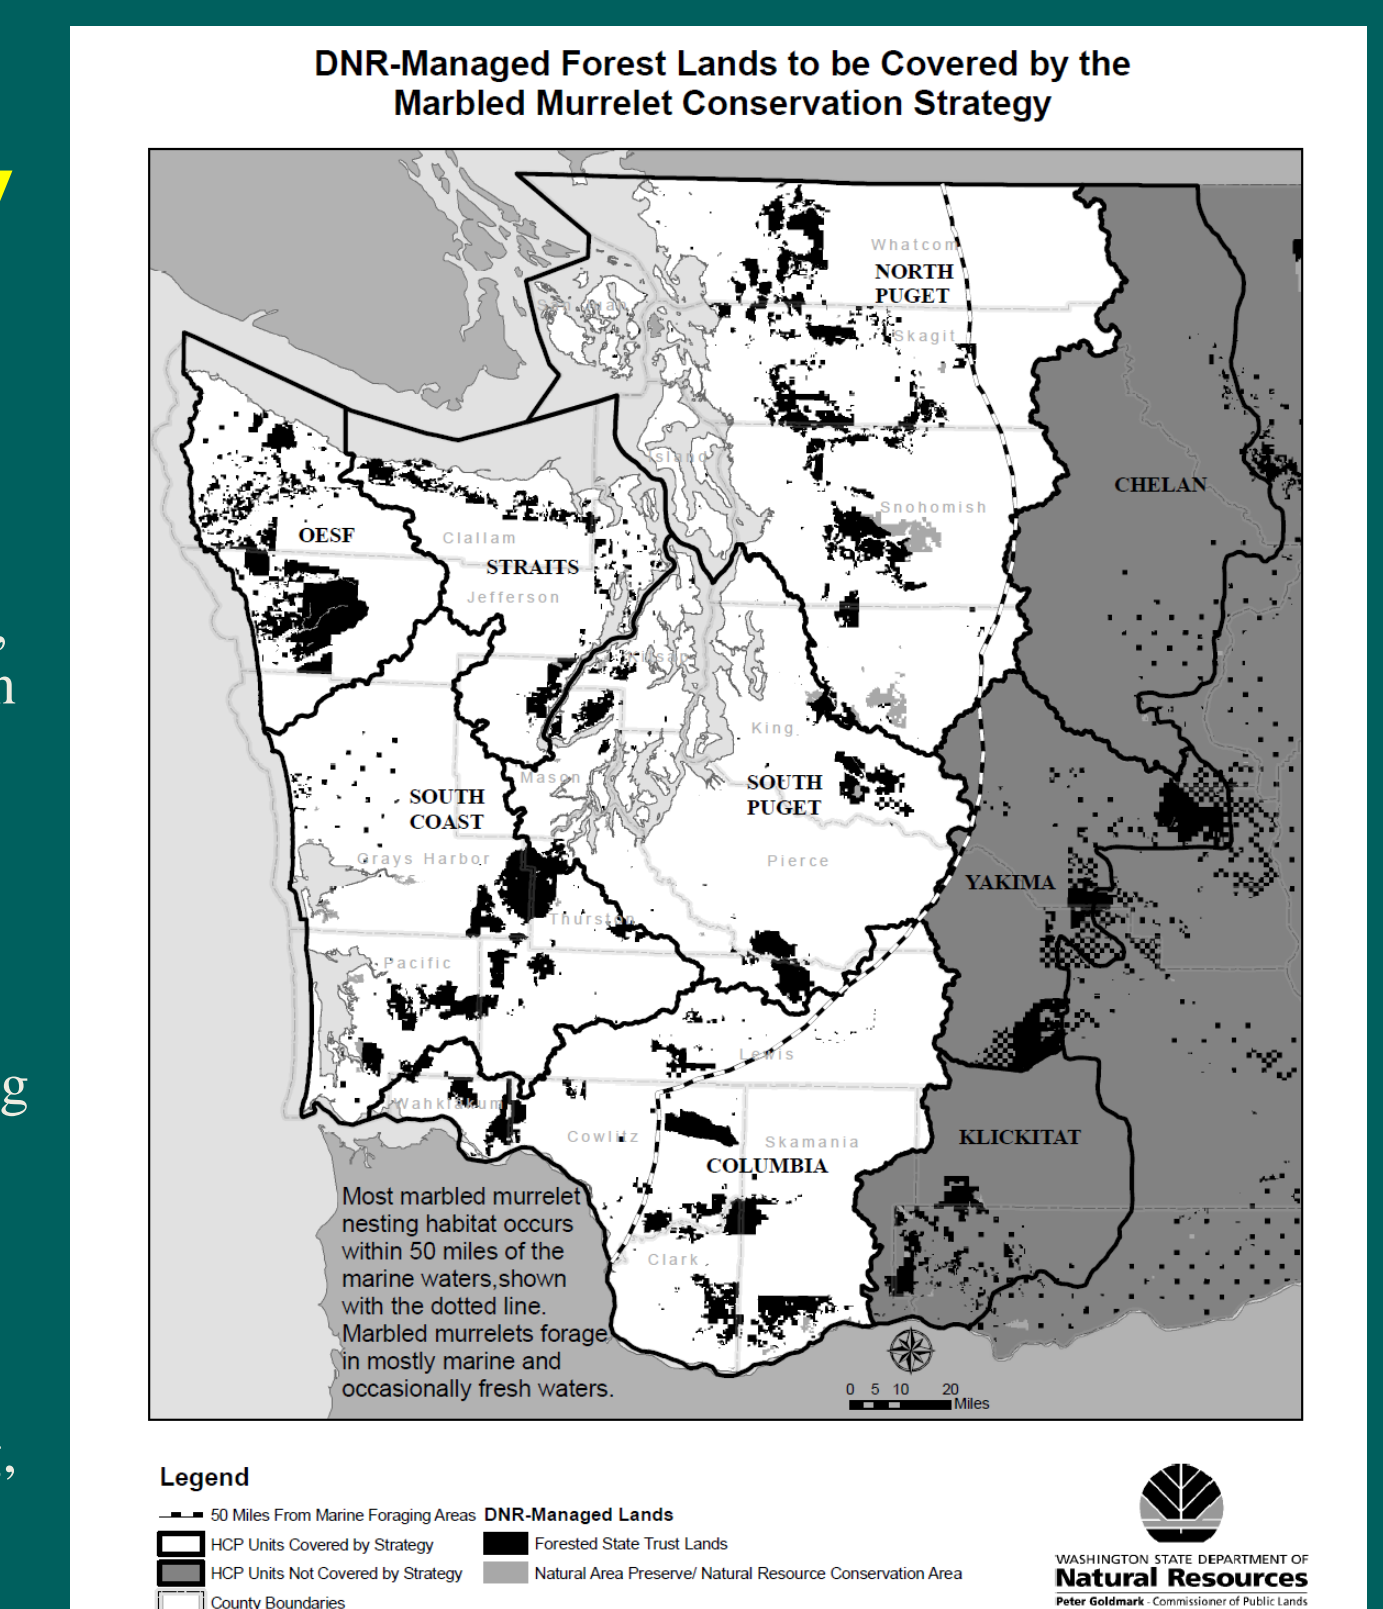 DNR-Managed Forest Lands to be Covered by the
Marbled Murrelet Conservation Strategy
Whatcom
NORTH
PUGET
San Juan
Skagit
Island
CHELAN
Snohomish
OESF
Clallam
STRAITS
Jefferson
Kitsap
King
Mason
SOUTH
PUGET
SOUTH
COAST
Grays Harbor
Pierce
YAKIMA
Thurston
Pacific
Lewis
Wahkiakum
Cowlitz
Skamania
KLICKITAT
COLUMBIA
Clark
Most marbled murrelet
nesting habitat occurs
within 50 miles of the
marine waters,shown
with the dotted line.
Marbled murrelets forage
in mostly marine and
occasionally fresh waters.
0 5 10 20
Miles
Legend
50 Miles From Marine Foraging Areas
HCP Units Covered by Strategy
HCP Units Not Covered by Strategy
County Boundaries
DNR-Managed Lands
Forested State Trust Lands
Natural Area Preserve/ Natural Resource Conservation Area
WASHINGTON STATE DEPARTMENT OF
Natural Resources
Peter Goldmark - Commissioner of Public Lands